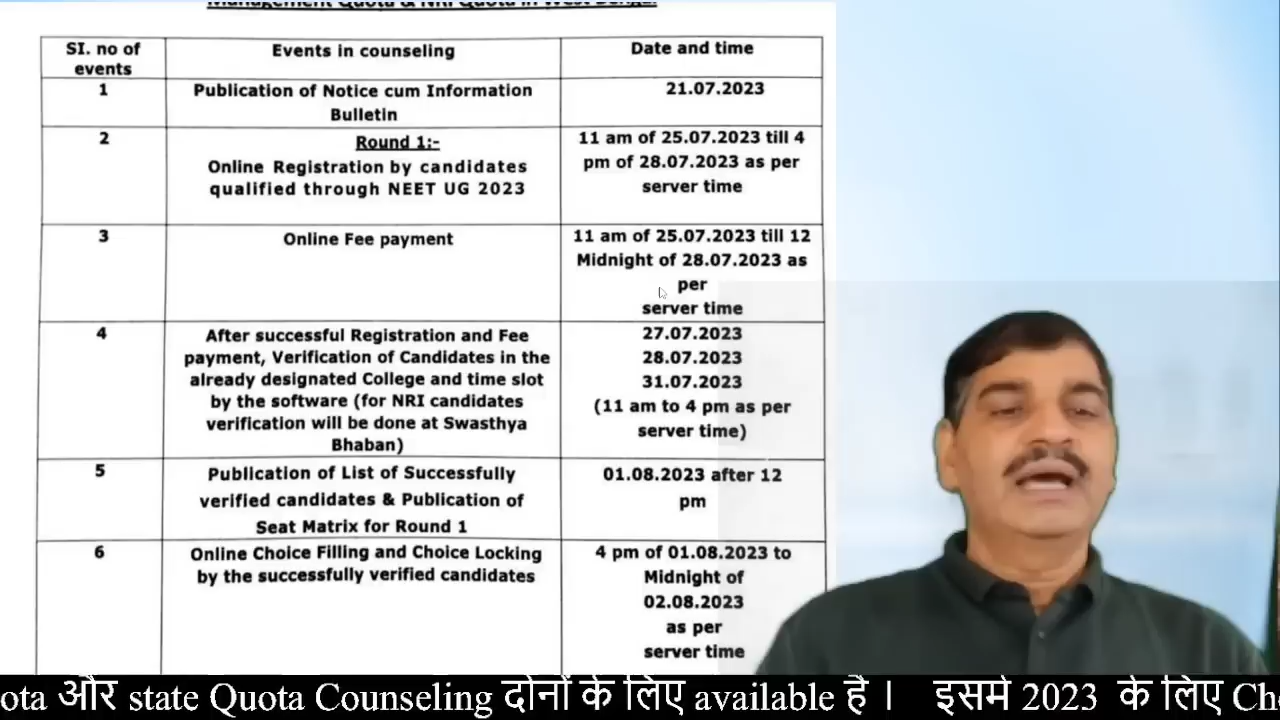 Management Quota & NRI Quota in West Bengal
SI. no of events
Events in counseling
Date and time
1
Publication of Notice cum Information
Bulletin
21.07.2023
2
Round 1:-
Online Registration by candidates
qualified through NEET UG 2023
11 am of 25.07.2023 till 4
pm of 28.07.2023 as per
server time
3
Online Fee payment
11 am of 25.07.2023 till 12
Midnight of 28.07.2023 as
per
server time
4
After successful Registration and Fee
payment, Verification of Candidates in the
already designated College and time slot
by the software (for NRI candidates
verification will be done at Swasthya
Bhaban)
27.07.2023
28.07.2023
31.07.2023
(11 am to 4 pm as per
server time)
5
Publication of List of Successfully
verified candidates & Publication of
Seat Matrix for Round 1
01.08.2023 after 12
pm
6
Online Choice Filling and Choice Locking
by the successfully verified candidates
4 pm of 01.08.2023 to
Midnight of
02.08.2023
as per
server time
ota और state Quota Counseling दोनों के लिए available है । इसमें 2023 के लिए Ch